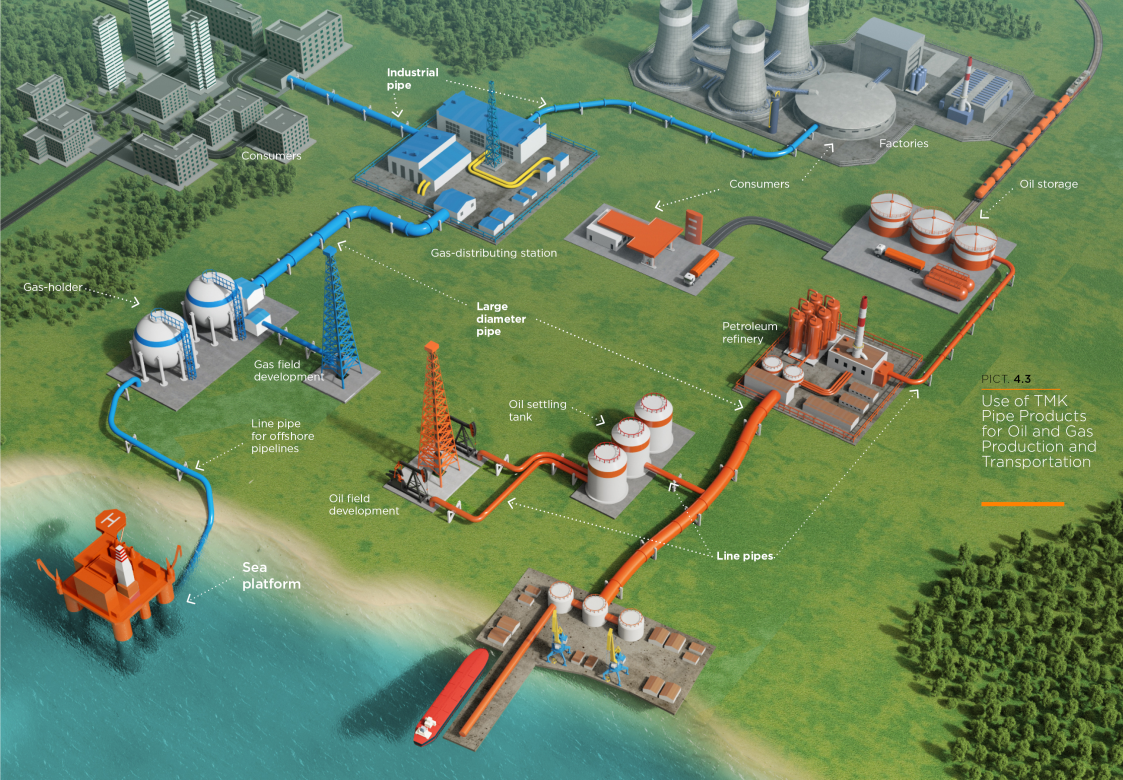 Industrial
pipe
Consumers
Factories
Consumers
Oil storage
Gas-distributing station
Gas-holder
Large
diameter
pipe
Petroleum
refinery
Gas field
development
PICT. 4.3
Use of TMK
Pipe Products
for Oil and Gas
Production and
Transportation
Oil settling
tank
Line pipe
for offshore
pipelines
Oil field
development
H
Line pipes
Sea
platform